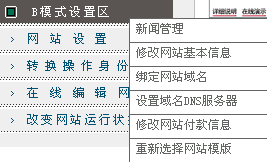 B模式设置区
网 站 设 置
转 换 操 作 身 份
在 线 编 辑 网
改变网站运行状
详细说明 在线演示
新闻管理
修改网站基本信息
绑定网站域名
设置域名DNS服务器
修改网站付款信息
重新选择网站模版